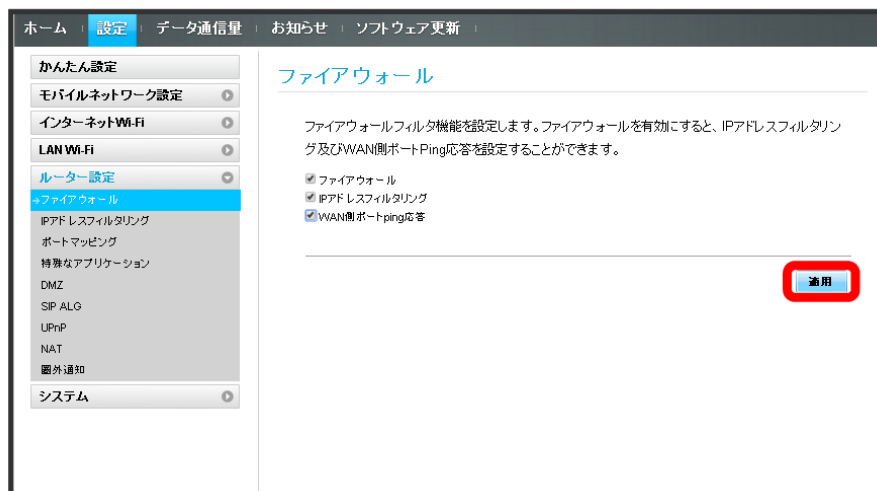 ホーム 設定 データ通信量 お知らせ ソフトウェア更新
かんたん設定
モバイルネットワーク設定
インターネットWi-Fi
LAN Wi-Fi
ルーター設定
→ファイアウォール
IPアドレスフィルタリング
ポートマッピング
特殊なアプリケーション
DMZ
SIP ALG
UPnP
NAT
圏外通知
システム
ファイアウォール
ファイアウォールフィルタ機能を設定します。ファイアウォールを有効にすると、IPアドレスフィルタリン
グ及びWAN側ポートPing応答を設定することができます。
ファイアウォール
IPアドレスフィルタリング
WAN側ポートping応答
適用